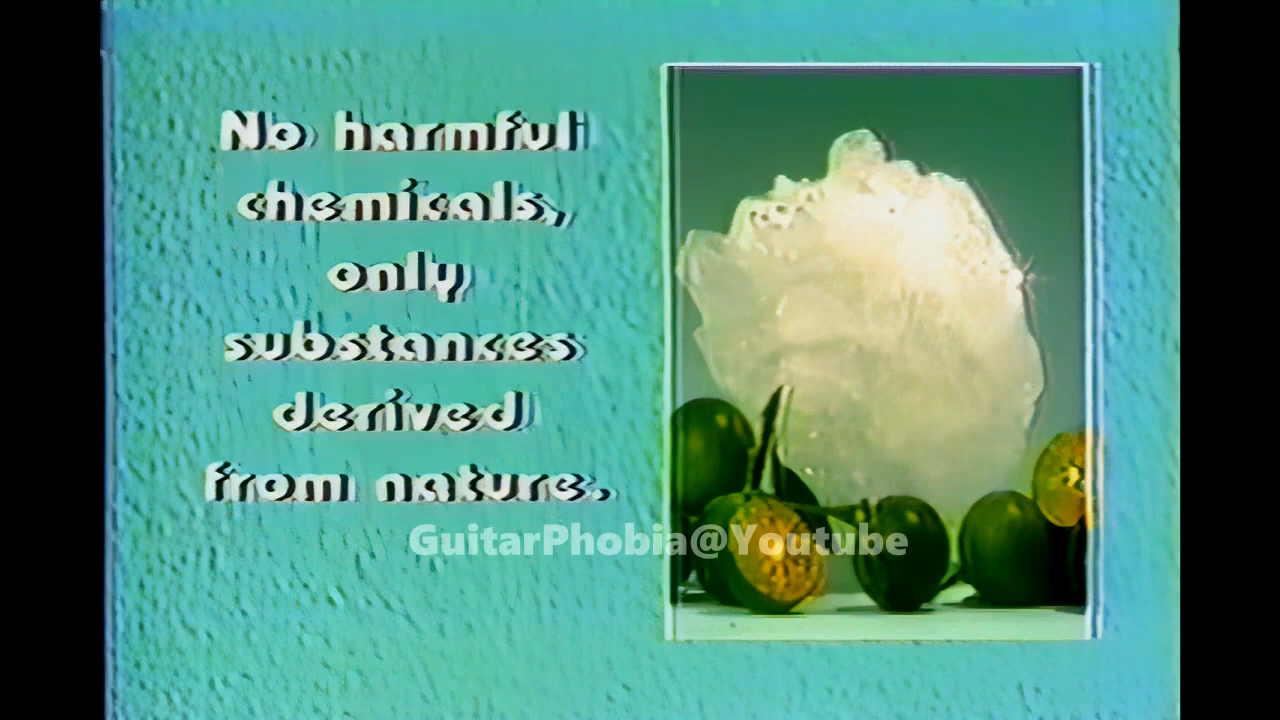 No harmful
chemicals,
only
substances
derived
from nature.
GuitarPhobia@Youtube